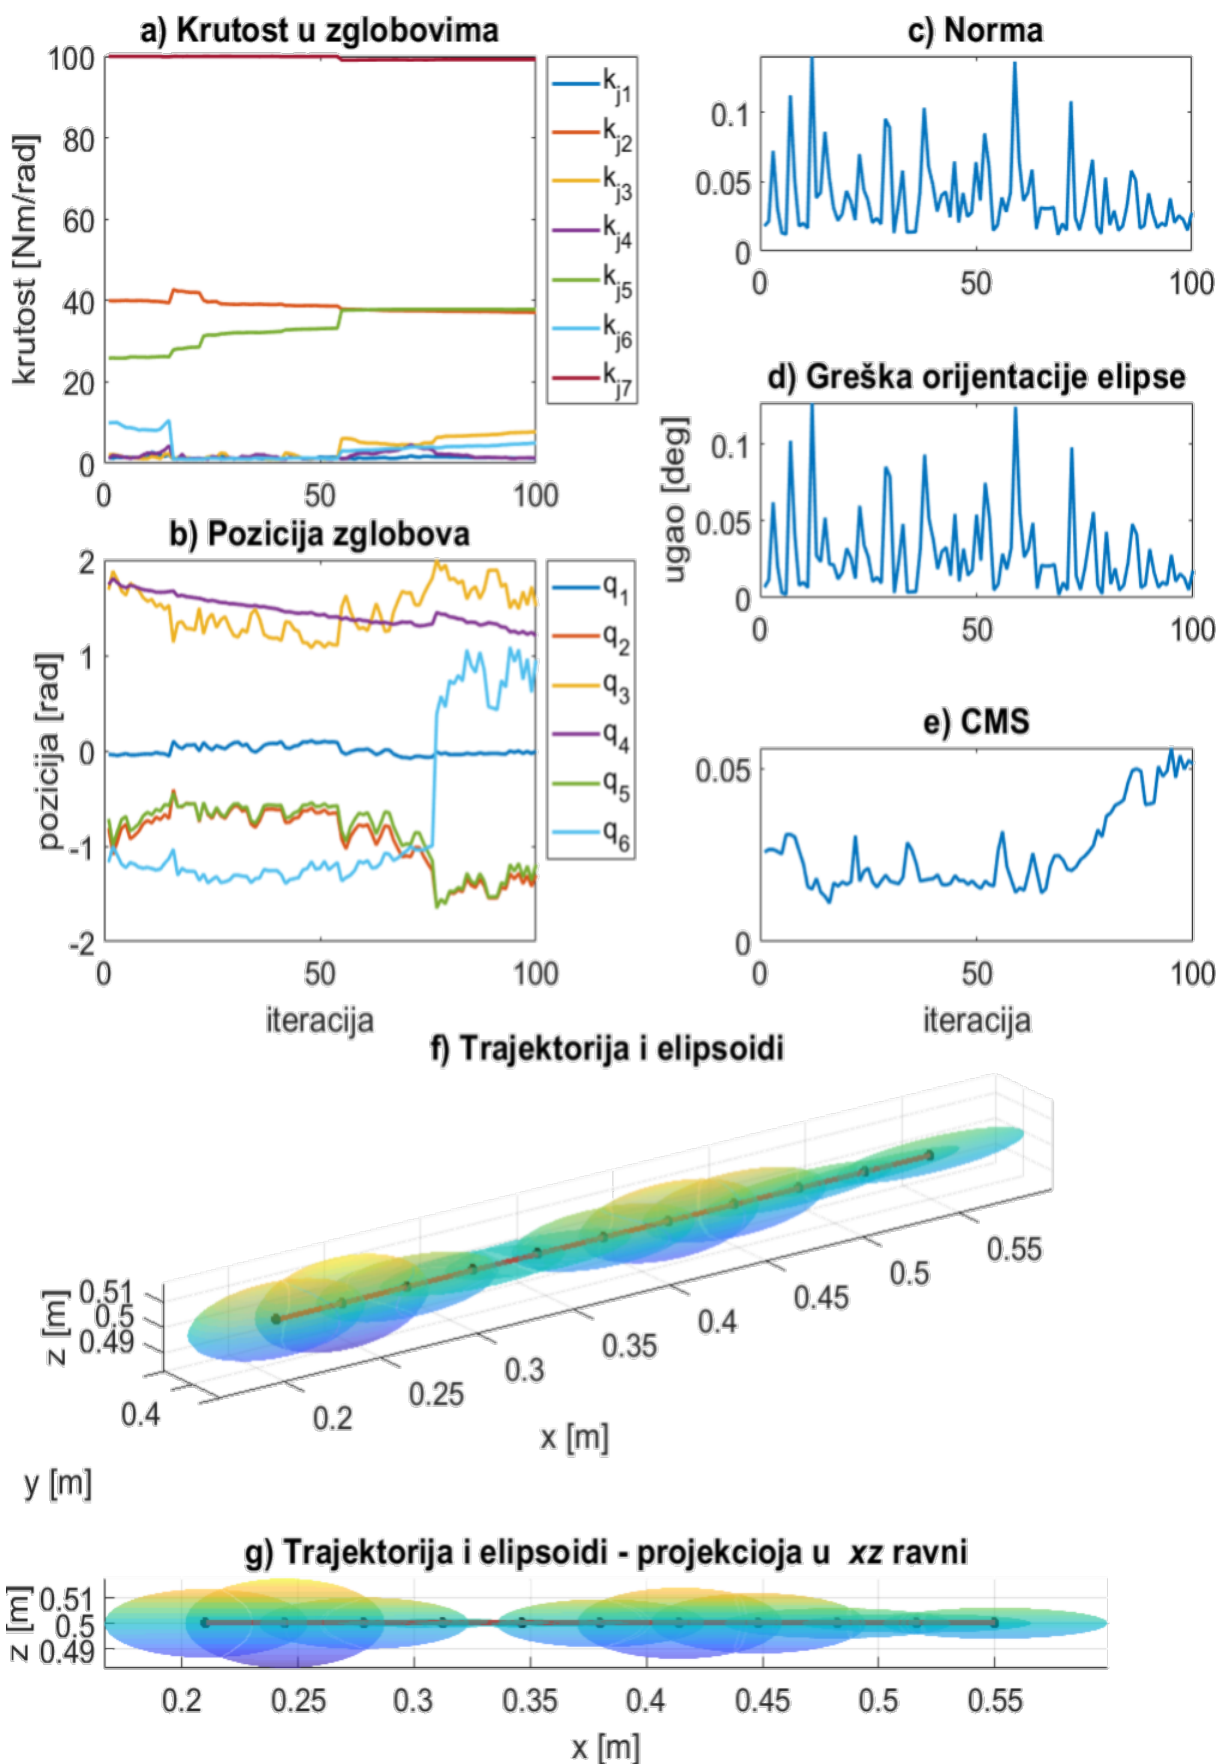 a) Krutost u zglobovima
krutost [Nm/rad]
100
80
60
40
20
0
0 50 100
kj1
kj2
kj3
kj4
kj5
kj6
kj7
b) Pozicija zglobova
pozicija [rad]
2
1
0
-1
-2
0 50 100
iteracija
q1
q2
q3
q4
q5
q6
c) Norma
0.1
0.05
0
0 50 100
d) Greška orijentacije elipse
ugao [deg]
0.1
0.05
0
0 50 100
e) CMS
0.05
0
0 50 100
iteracija
f) Trajektorija i elipsoidi
z [m]
0.51
0.5
0.49
0.4
y [m]
0.2
0.25
0.3
0.35
0.4
0.45
0.5
0.55
x [m]
g) Trajektorija i elipsoidi - projekcioja u xz ravni
z [m]
0.51
0.5
0.49
0.2 0.25 0.3 0.35 0.4 0.45 0.5 0.55
x [m]